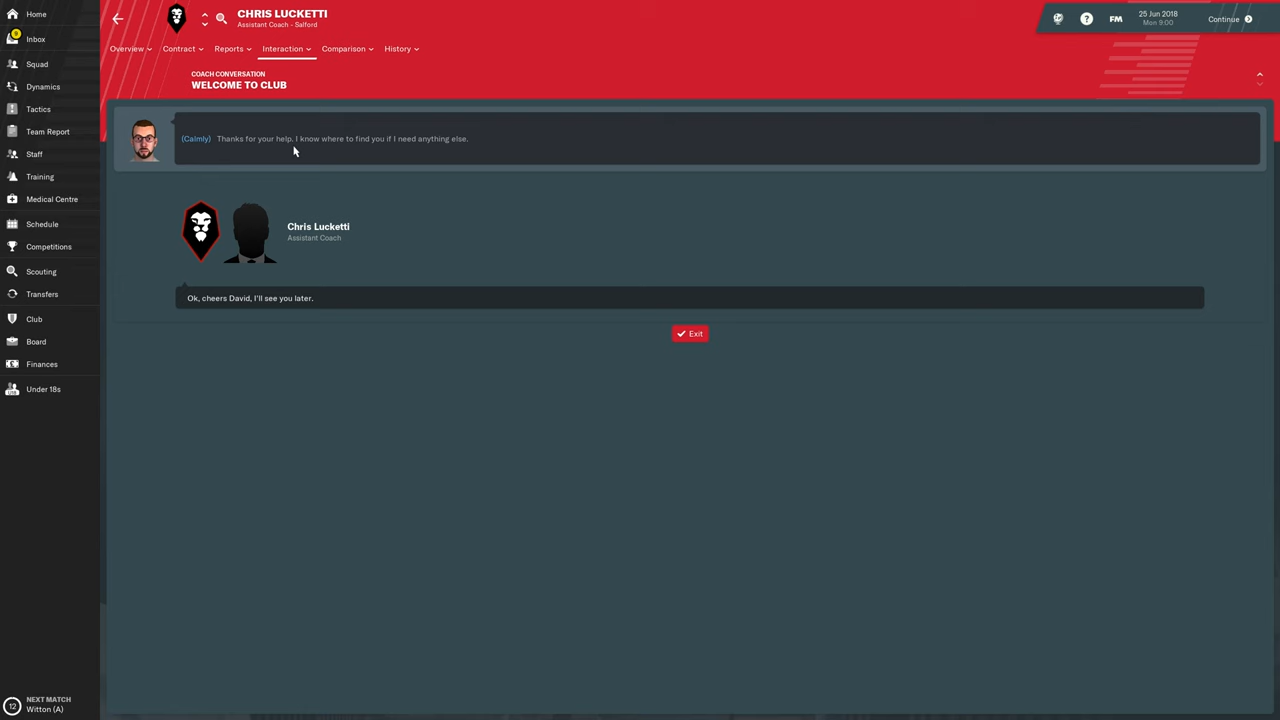 Home
CHRIS LUCKETTI
Assistant Coach - Salford
FM
25 Jun 2018
Mon 9:00
Continue
9
Inbox
Squad
Dynamics
Tactics
Team Report
Staff
Training
Medical Centre
Schedule
Competitions
Scouting
Transfers
Club
Board
Finances
Under 18s
Overview
Contract
Reports
Interaction
Comparison
History
COACH CONVERSATION
WELCOME TO CLUB
(Calmly) Thanks for your help. I know where to find you if I need anything else.
Chris Lucketti
Assistant Coach
Ok, cheers David, I'll see you later.
Exit
12
NEXT MATCH
Witton (A)